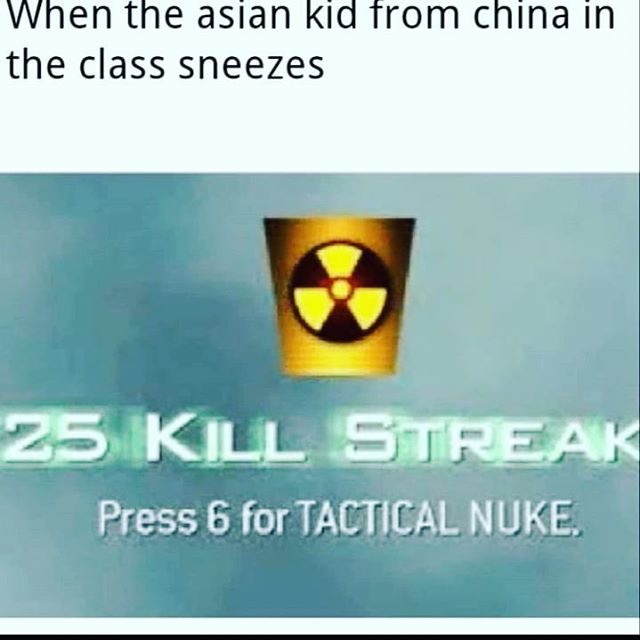 When the asian kid from china in
the class sneezes
25 KILL STREAK
Press 6 for TACTICAL NUKE.